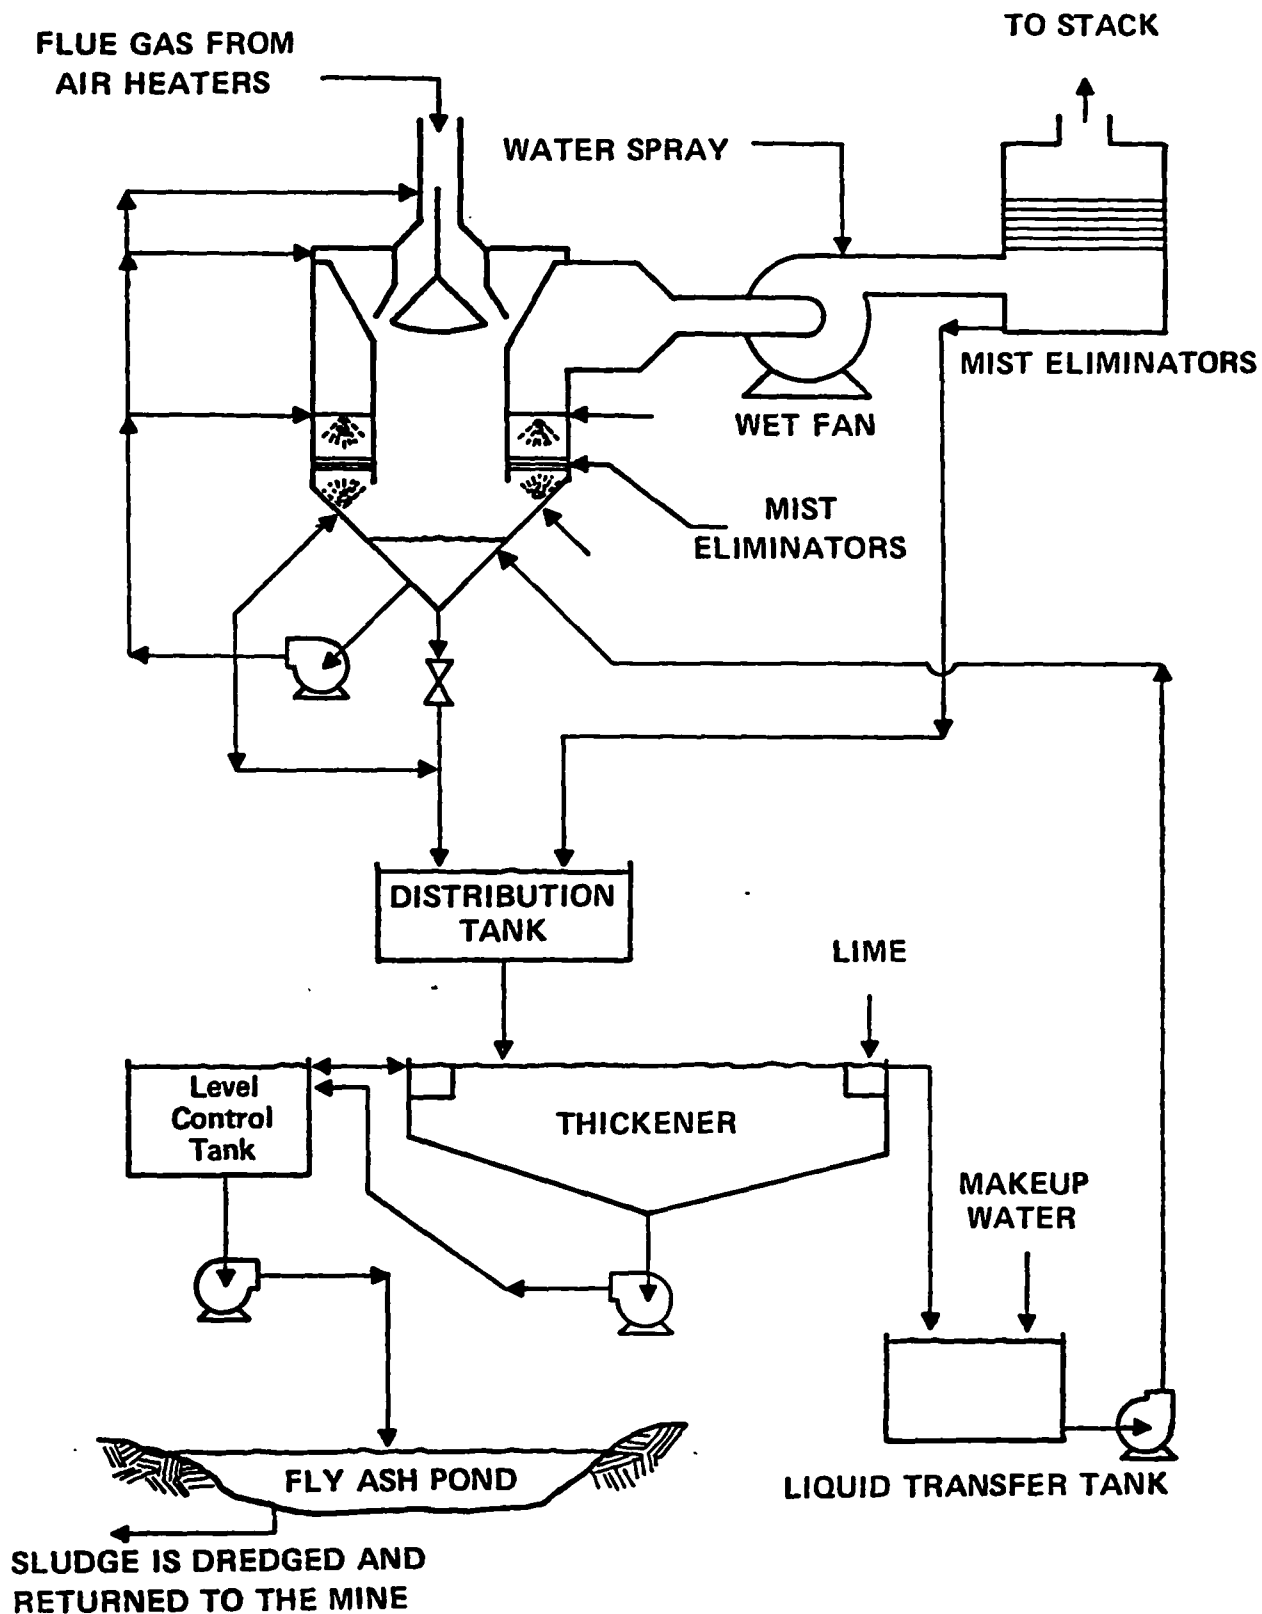 TO STACK
FLUE GAS FROM
AIR HEATERS
WATER SPRAY
MIST ELIMINATORS
WET FAN
MIST
ELIMINATORS
DISTRIBUTION
TANK
LIME
Level
Control
Tank
THICKENER
MAKEUP
WATER
FLY ASH POND
LIQUID TRANSFER TANK
SLUDGE IS DREDGED AND
RETURNED TO THE MINE